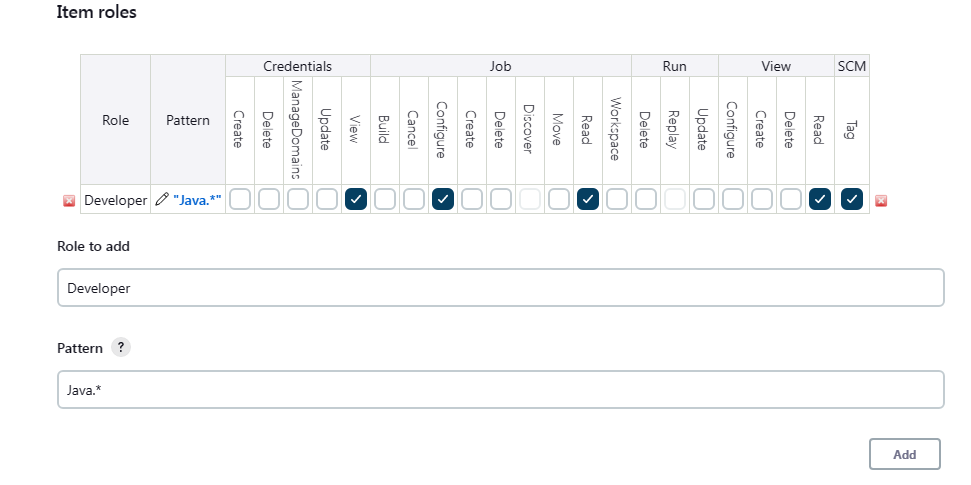 Item roles
Role Pattern Credentials Job Run View SCM
Create Delete ManageDomains Update View Build Cancel Configure Create Delete Discover Move Read Workspace Delete Replay Update Configure Create Delete Read Tag
Developer "Java.*"
Role to add
Developer
Pattern ?
Java.*
Add